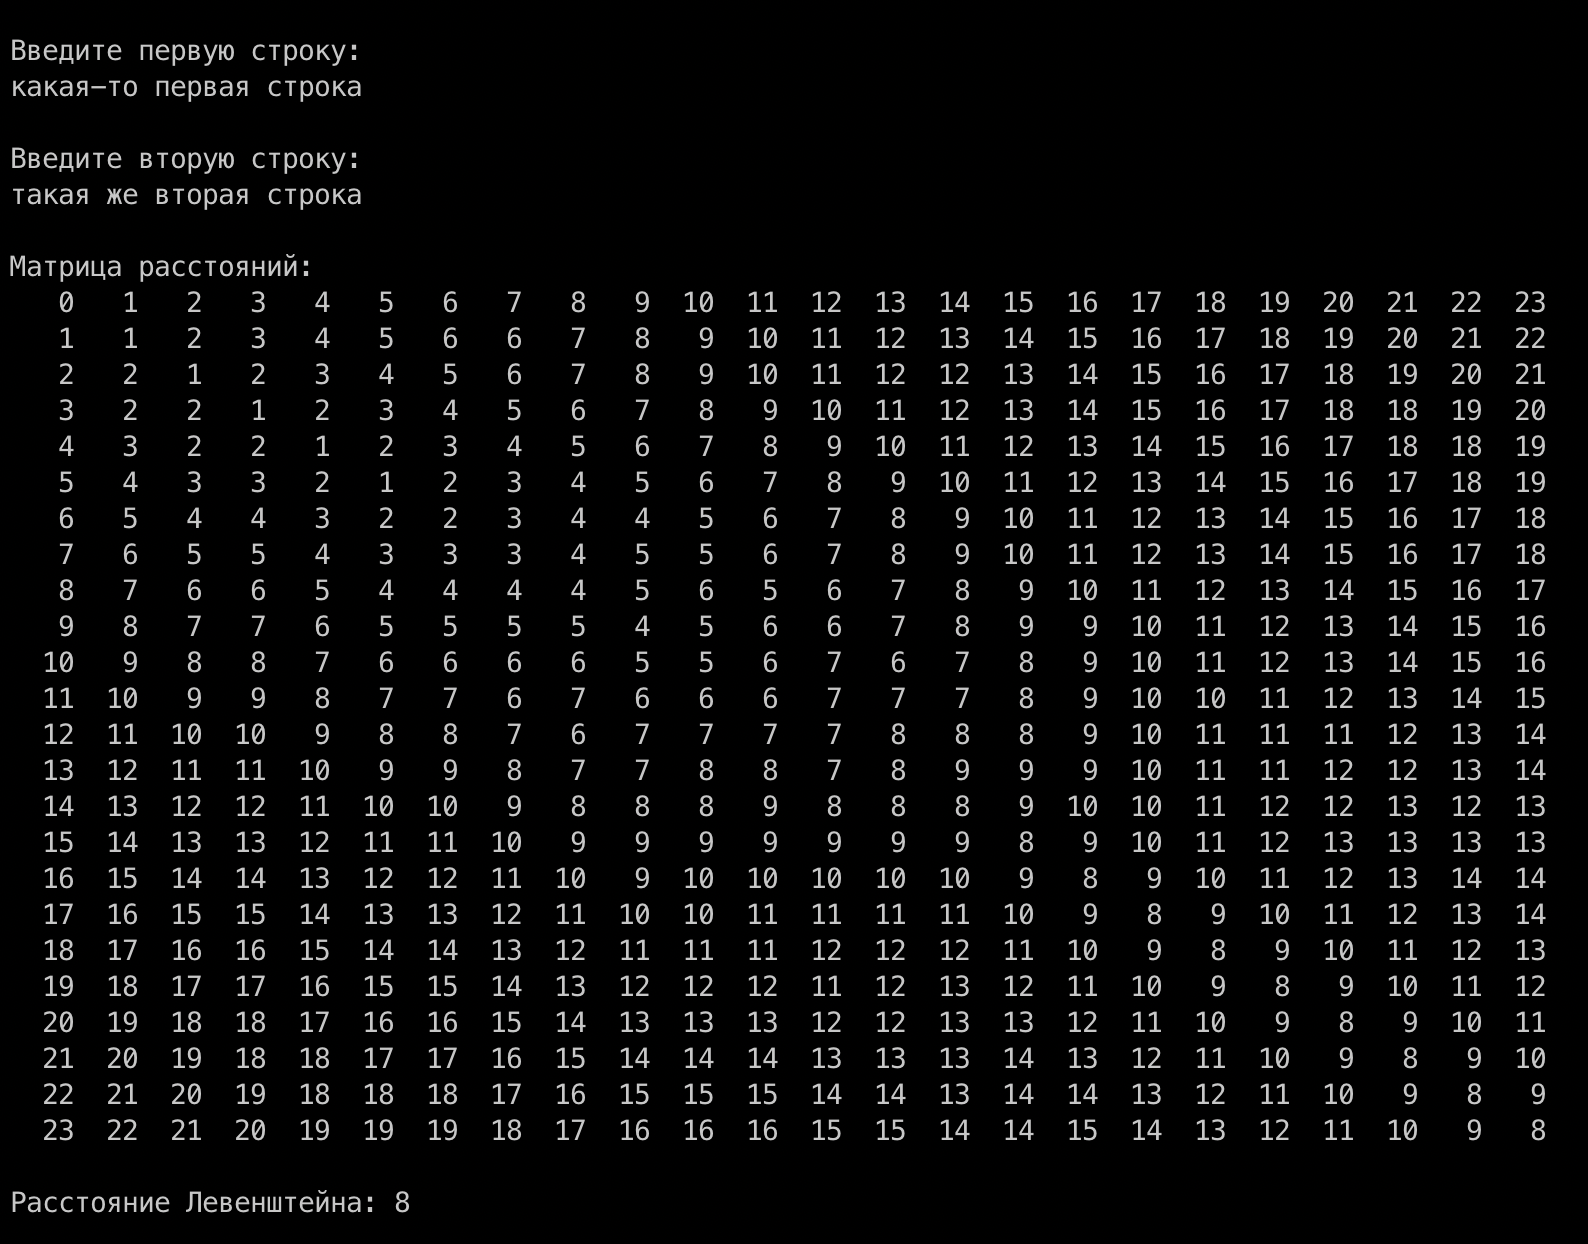 Введите первую строку:
какая-то первая строка
Введите вторую строку:
такая же вторая строка
Матрица расстояний:
0 1 2 3 4 5 6 7 8 9 10 11 12 13 14 15 16 17 18 19 20 21 22 23
1 1 2 3 4 5 6 6 7 8 9 10 11 12 13 14 15 16 17 18 19 20 21 22
2 2 1 2 3 4 5 6 7 8 9 10 11 12 12 13 14 15 16 17 18 19 20 21
3 2 2 1 2 3 4 5 6 7 8 9 10 11 12 13 14 15 16 17 18 18 19 20
4 3 2 2 1 2 3 4 5 6 7 8 9 10 11 12 13 14 15 16 17 18 18 19
5 4 3 3 2 1 2 3 4 5 6 7 8 9 10 11 12 13 14 15 16 17 18 19
6 5 4 4 3 2 2 3 4 4 5 6 7 8 9 10 11 12 13 14 15 16 17 18
7 6 5 5 4 3 3 3 4 5 5 6 7 8 9 10 11 12 13 14 15 16 17 18
8 7 6 6 5 4 4 4 4 5 6 5 6 7 8 9 10 11 12 13 14 15 16 17
9 8 7 7 6 5 5 5 5 4 5 6 6 7 8 9 9 10 11 12 13 14 15 16
10 9 8 8 7 6 6 6 6 5 5 6 7 6 7 8 9 10 11 12 13 14 15 16
11 10 9 9 8 7 7 6 7 6 6 6 7 7 7 8 9 10 10 11 12 13 14 15
12 11 10 10 9 8 8 7 6 7 7 7 7 8 8 8 9 10 11 11 11 12 13 14
13 12 11 11 10 9 9 8 7 7 8 8 7 8 9 9 9 10 11 11 12 12 13 14
14 13 12 12 11 10 10 9 8 8 8 9 8 8 8 9 10 10 11 12 12 13 12 13
15 14 13 13 12 11 11 10 9 9 9 9 9 9 9 8 9 10 11 12 13 13 13 13
16 15 14 14 13 12 12 11 10 9 10 10 10 10 10 9 8 9 10 11 12 13 14 14
17 16 15 15 14 13 13 12 11 10 10 11 11 11 11 10 9 8 9 10 11 12 13 14
18 17 16 16 15 14 14 13 12 11 11 11 12 12 12 11 10 9 8 9 10 11 12 13
19 18 17 17 16 15 15 14 13 12 12 12 11 12 13 12 11 10 9 8 9 10 11 12
20 19 18 18 17 16 16 15 14 13 13 13 12 12 13 13 12 11 10 9 8 9 10 11
21 20 19 18 18 17 17 16 15 14 14 14 13 13 13 14 13 12 11 10 9 8 9 10
22 21 20 19 18 18 18 17 16 15 15 15 14 14 13 14 14 13 12 11 10 9 8 9
23 22 21 20 19 19 19 18 17 16 16 16 15 15 14 14 15 14 13 12 11 10 9 8
Расстояние Левенштейна: 8